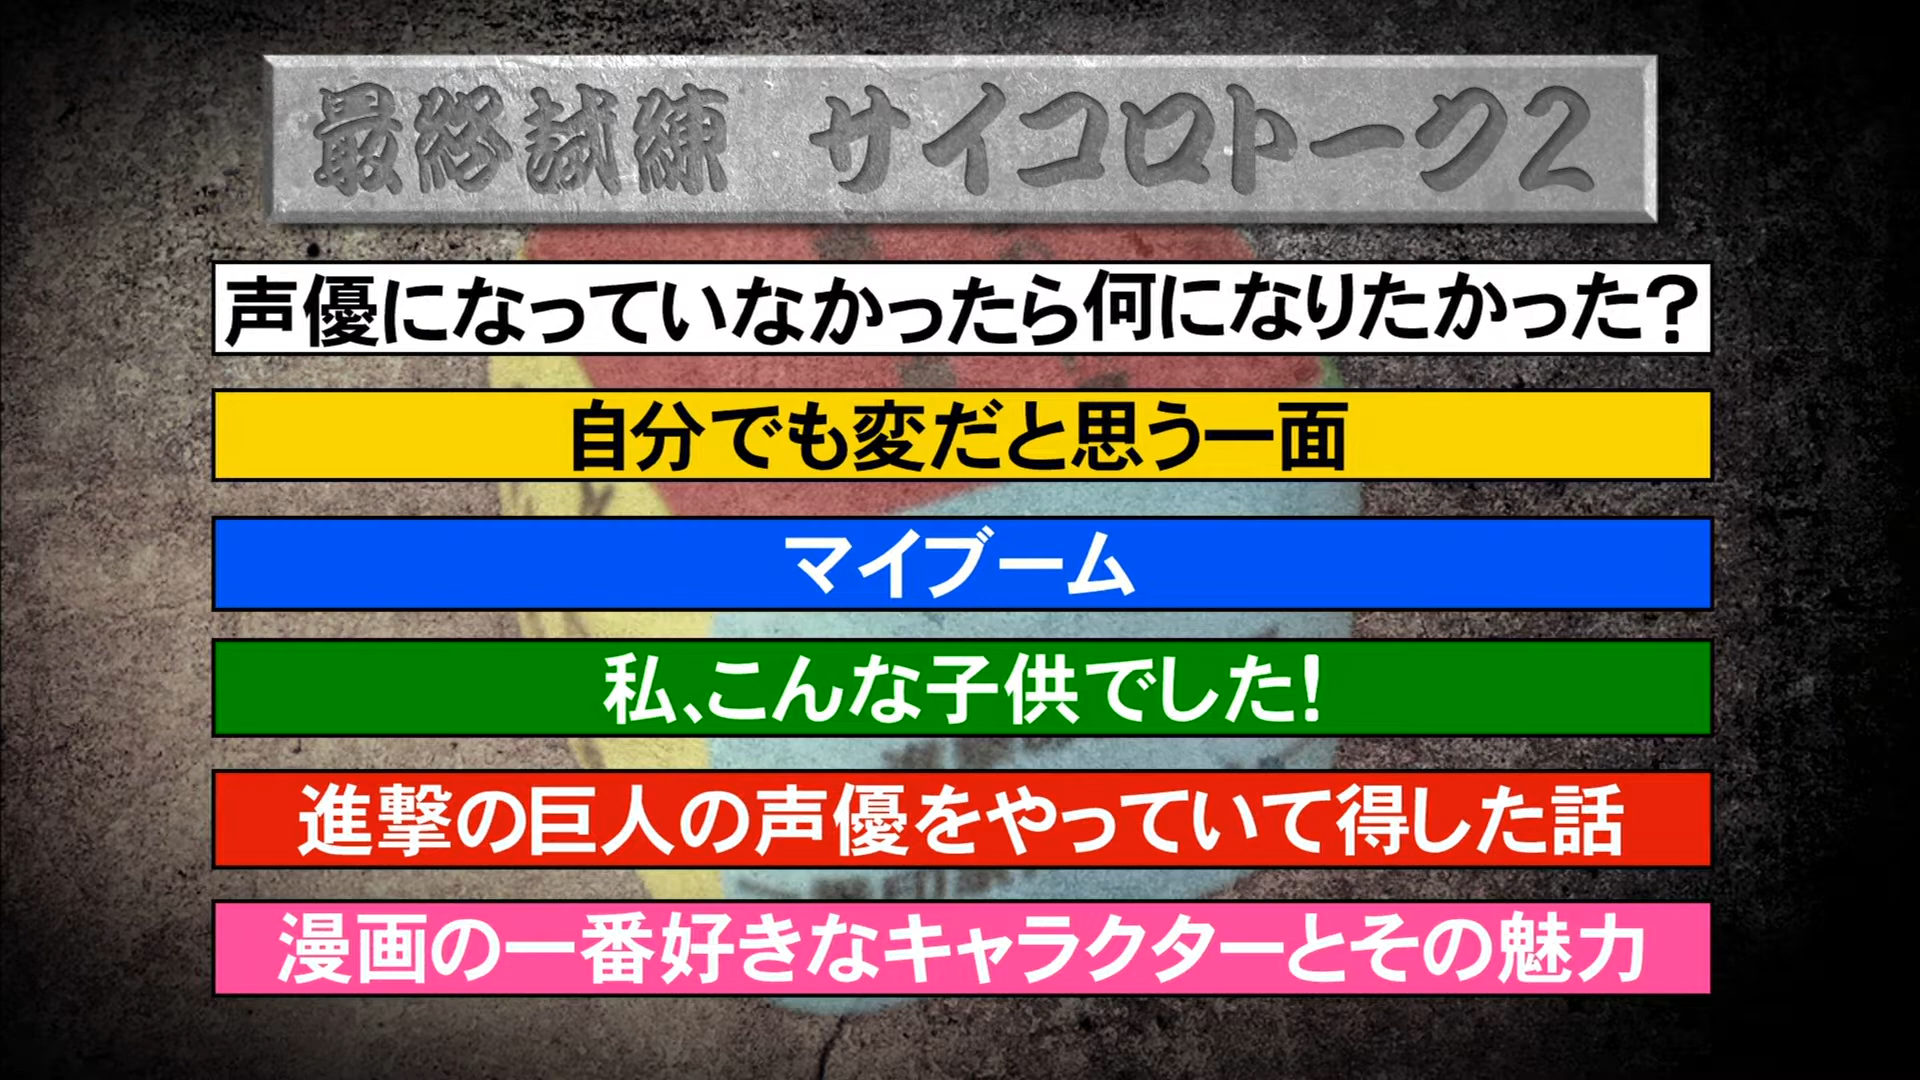 最終試練 サイコロトーク2
声優になっていなかったら何になりたかった?
自分でも変だと思う一面
マイブーム
私、こんな子供でした!
進撃の巨人の声優をやっていて得した話
漫画の一番好きなキャラクターとその魅力